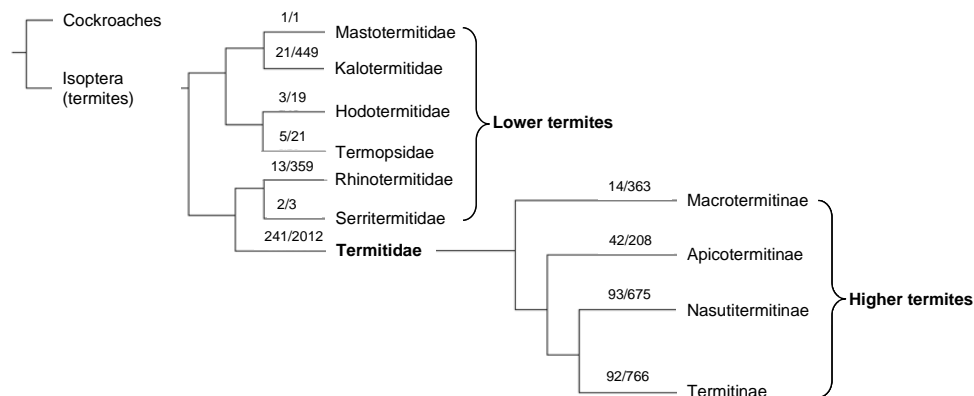 Cockroaches
Isoptera
(termites)
1/1
Mastotermitidae
21/449
Kalotermitidae
3/19
Hodotermitidae
5/21
Termopsidae
13/359
Rhinotermitidae
2/3
Serritermitidae
241/2012
Termitidae
Lower termites
14/363
Macrotermitinae
42/208
Apicotermitinae
93/675
Nasutitermitinae
92/766
Termitinae
Higher termites